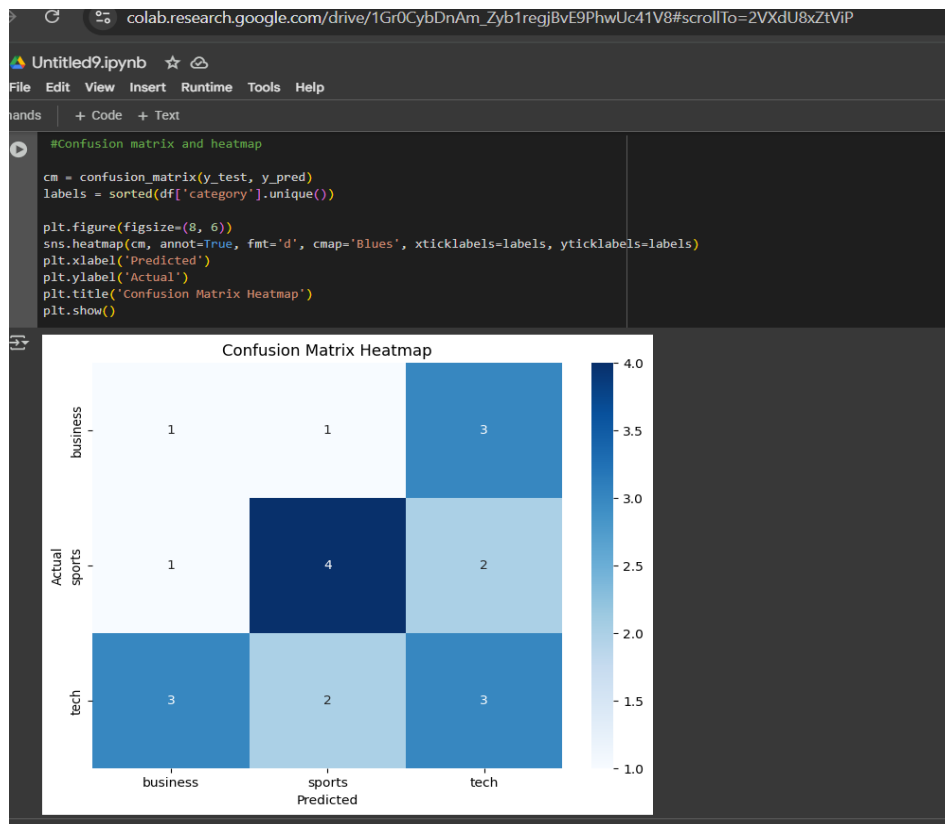 colab.research.google.com/drive/1Gr0CybDnAm_Zyb1regjBvE9PhwUc41V8#scrollTo=2VXdU8xZtViP
Untitled9.ipynb
File Edit View Insert Runtime Tools Help
nands + Code + Text
#Confusion matrix and heatmap
cm = confusion_matrix(y_test, y_pred)
labels = sorted(df['category'].unique())
plt.figure(figsize=(8, 6))
sns.heatmap(cm, annot=True, fmt='d', cmap='Blues', xticklabels=labels, yticklabels=labels)
plt.xlabel('Predicted')
plt.ylabel('Actual')
plt.title('Confusion Matrix Heatmap')
plt.show()
Confusion Matrix Heatmap
4.0
business 1 1 3
3.5
3.0
Actual
sports 1 4 2
2.5
2.0
tech 3 2 3
1.5
1.0
business sports tech
Predicted